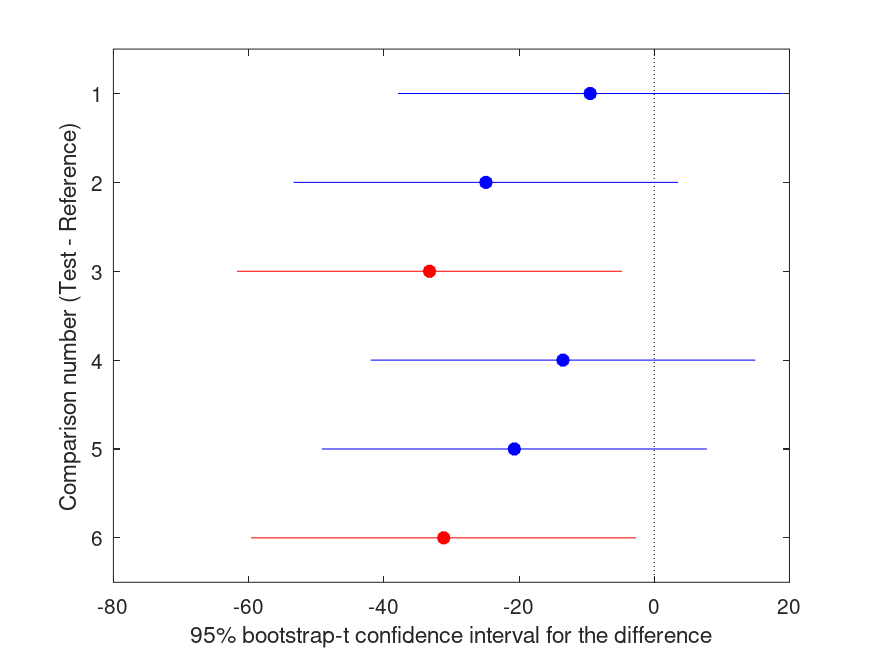 Comparison number (Test - Reference)
1
2
3
4
5
6
-80 -60 -40 -20 0 20
95% bootstrap-t confidence interval for the difference